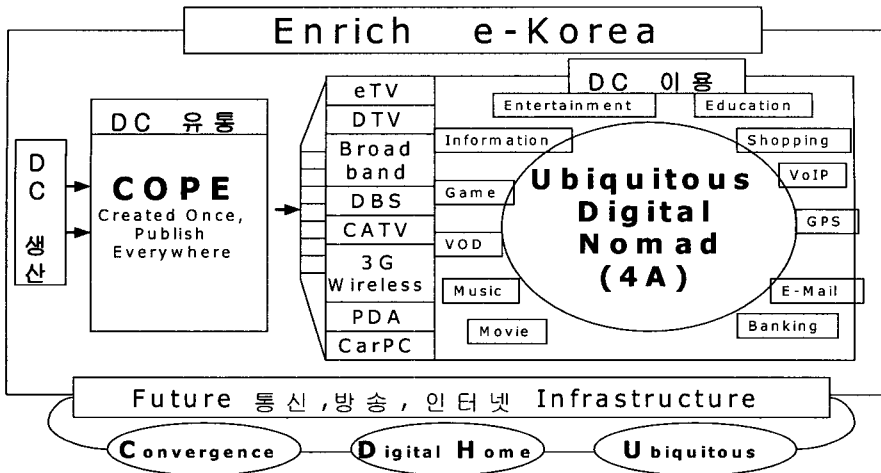 Enrich e-Korea
DC 생산
DC 유통
COPE
Created Once,
Publish
Everywhere
eTV
DTV
Broad
band
DBS
CATV
3G
Wireless
PDA
CarPC
DC 이용
Entertainment
Education
Information
Shopping
Game
VoIP
VOD
GPS
Music
E-Mail
Movie
Banking
Ubiquitous
Digital
Nomad
(4A)
Future 통신,방송, 인터넷 Infrastructure
Convergence
Digital Home
Ubiquitous